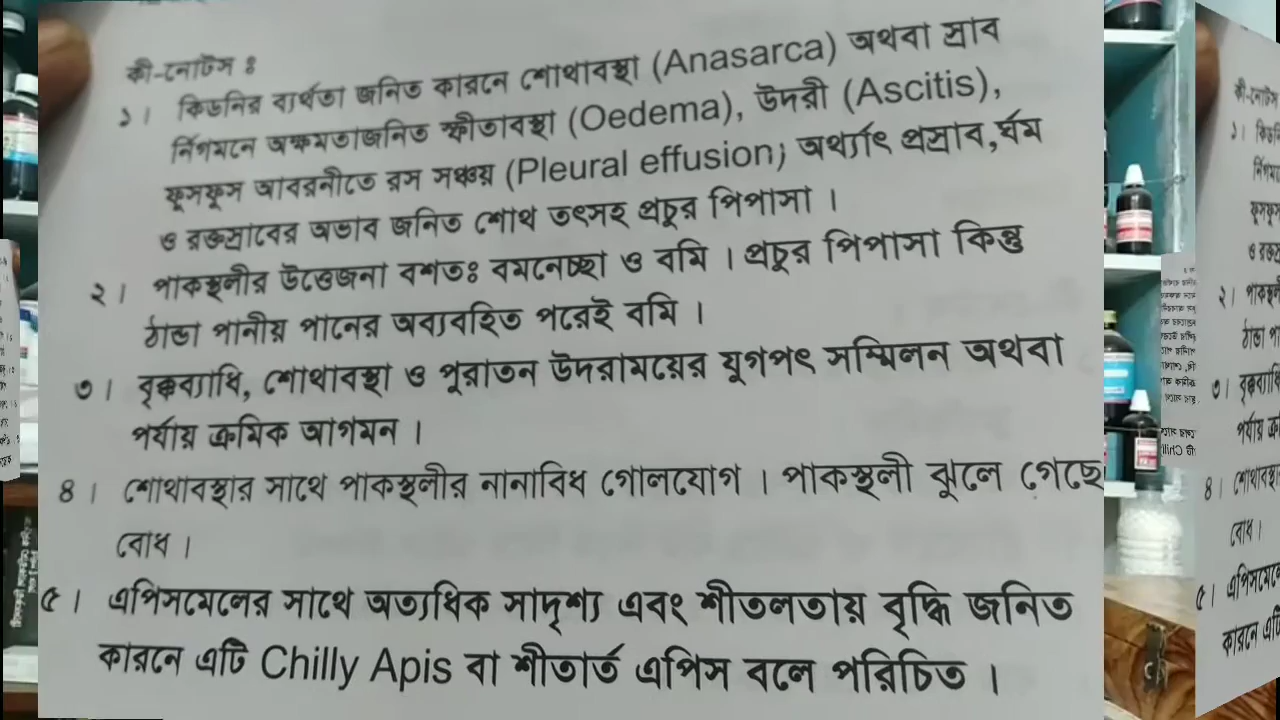 কী-নোটস ঃ
১। কিডনির ব্যর্থতা জনিত কারনে শোথাবস্থা (Anasarca) অথবা স্রাব
র্নিগমনে অক্ষমতাজনিত স্ফীতাবস্থা (Oedema), উদরী (Ascitis),
ফুসফুস আবরনীতে রস সঞ্চয় (Pleural effusion) অর্থ্যাৎ প্রস্রাব, র্ঘম
ও রক্তস্রাবের অভাব জনিত শোথ তৎসহ প্রচুর পিপাসা ।
২। পাকস্থলীর উত্তেজনা বশতঃ বমনেচ্ছা ও বমি । প্রচুর পিপাসা কিন্তু
ঠান্ডা পানীয় পানের অব্যবহিত পরেই বমি ।
৩। বৃক্কব্যাধি, শোথাবস্থা ও পুরাতন উদরাময়ের যুগপৎ সম্মিলন অথবা
পর্যায় ক্রমিক আগমন ।
৪। শোথাবস্থার সাথে পাকস্থলীর নানাবিধ গোলযোগ । পাকস্থলী ঝুলে গেছে
বোধ ।
৫। এপিসমেলের সাথে অত্যধিক সাদৃশ্য এবং শীতলতায় বৃদ্ধি জনিত
কারনে এটি Chilly Apis বা শীতার্ত এপিস বলে পরিচিত ।